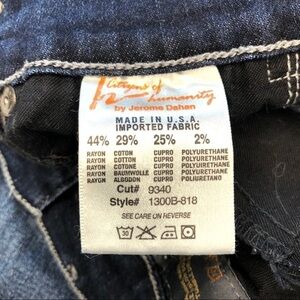 Citizens of
humanity
by Jerome Dahan
MADE IN U.S.A.
IMPORTED FABRIC
44% 29% 25% 2%
RAYON COTTON CUPRO POLYURETHANE
RAYON COTON CUPRO POLYURETHANE
RAYON COTONE CUPRO POLYURETHANE
RAYON BAUMWOLLE CUPRO POLYURETHANE
RAYON ALGODON CUPRO POLIURETANO
Cut# 9340
Style# 1300B-818
SEE CARE ON REVERSE
30